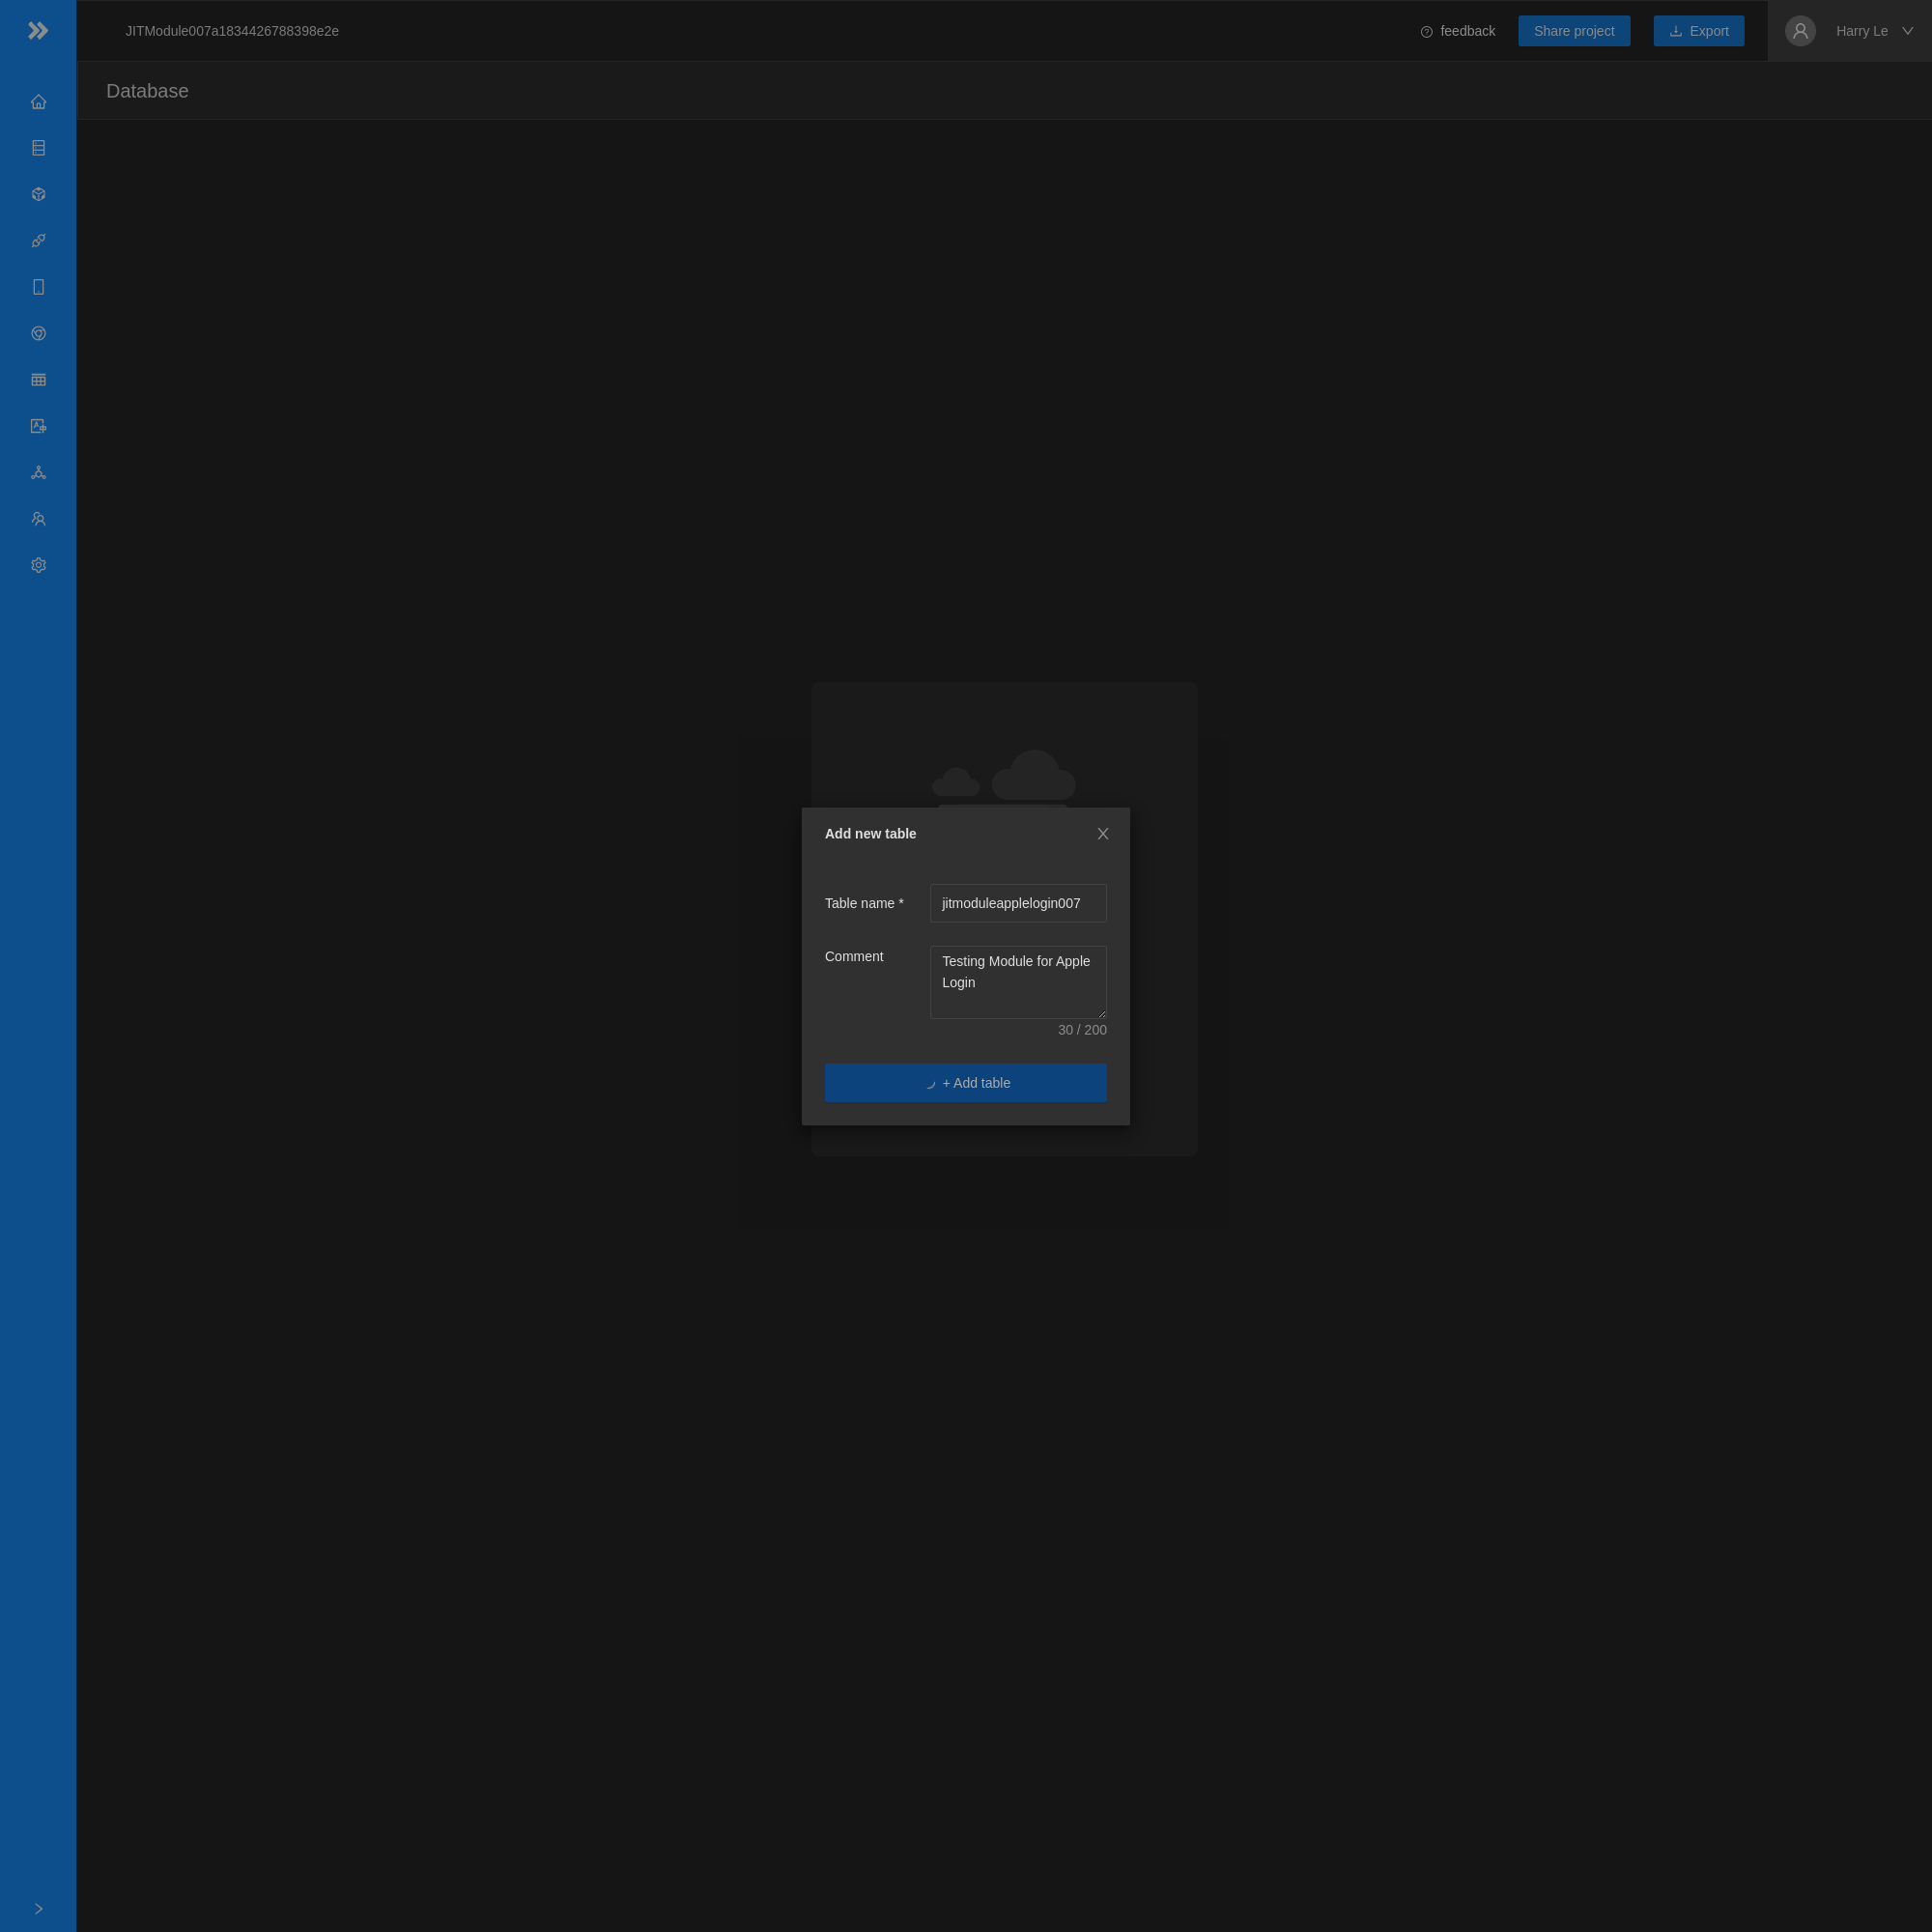 JITModule007a1834426788398e2e
feedback
Share project
Export
Harry Le
Database
Add new table
Table name *
jitmoduleapplelogin007
Comment
Testing Module for Apple
Login
30 / 200
+ Add table